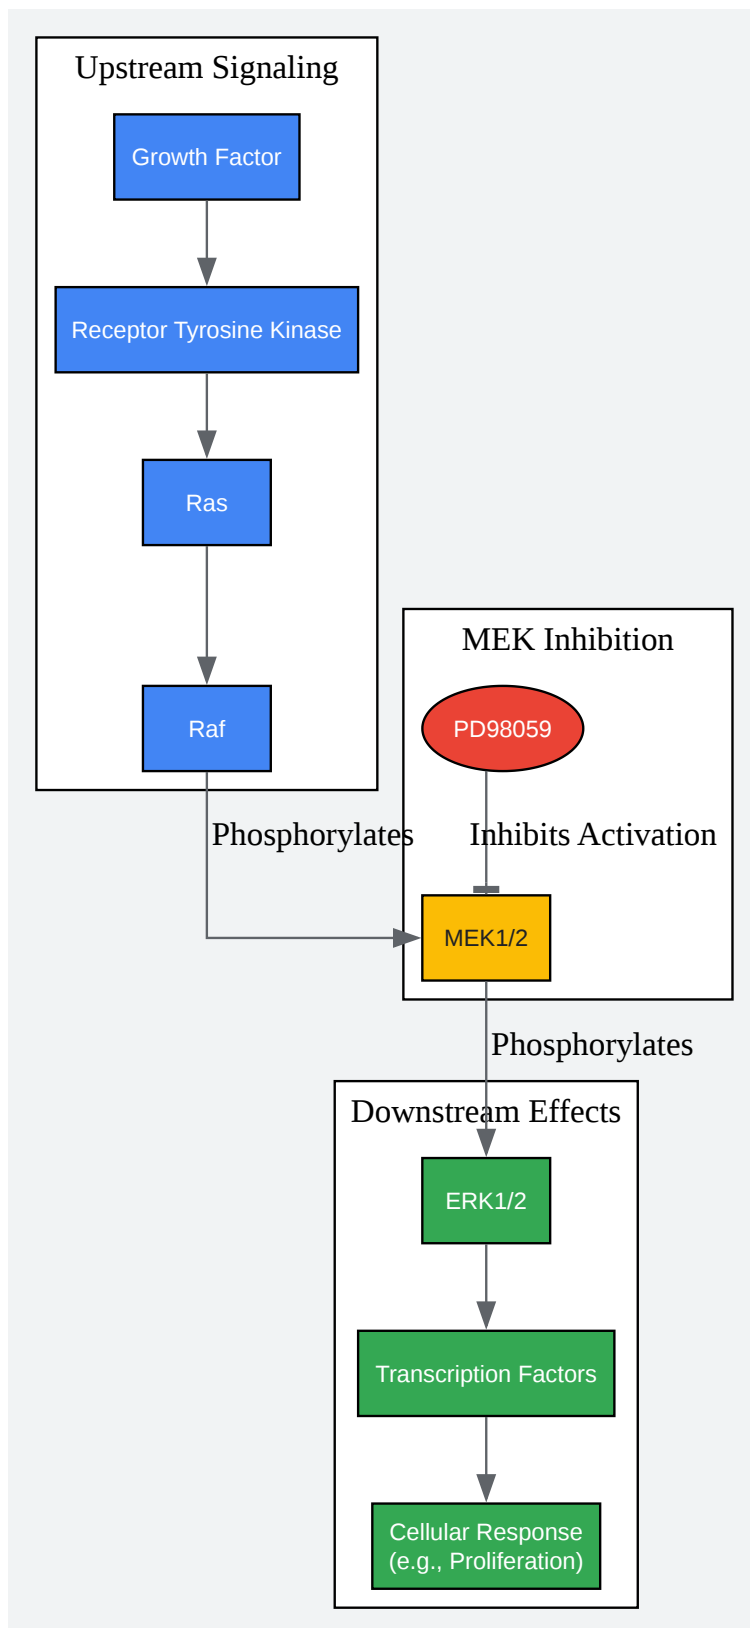 Upstream Signaling
Growth Factor
Receptor Tyrosine Kinase
Ras
Raf
Phosphorylates
MEK Inhibition
PD98059
Inhibits Activation
MEK1/2
Phosphorylates
Downstream Effects
ERK1/2
Transcription Factors
Cellular Response
(e.g., Proliferation)